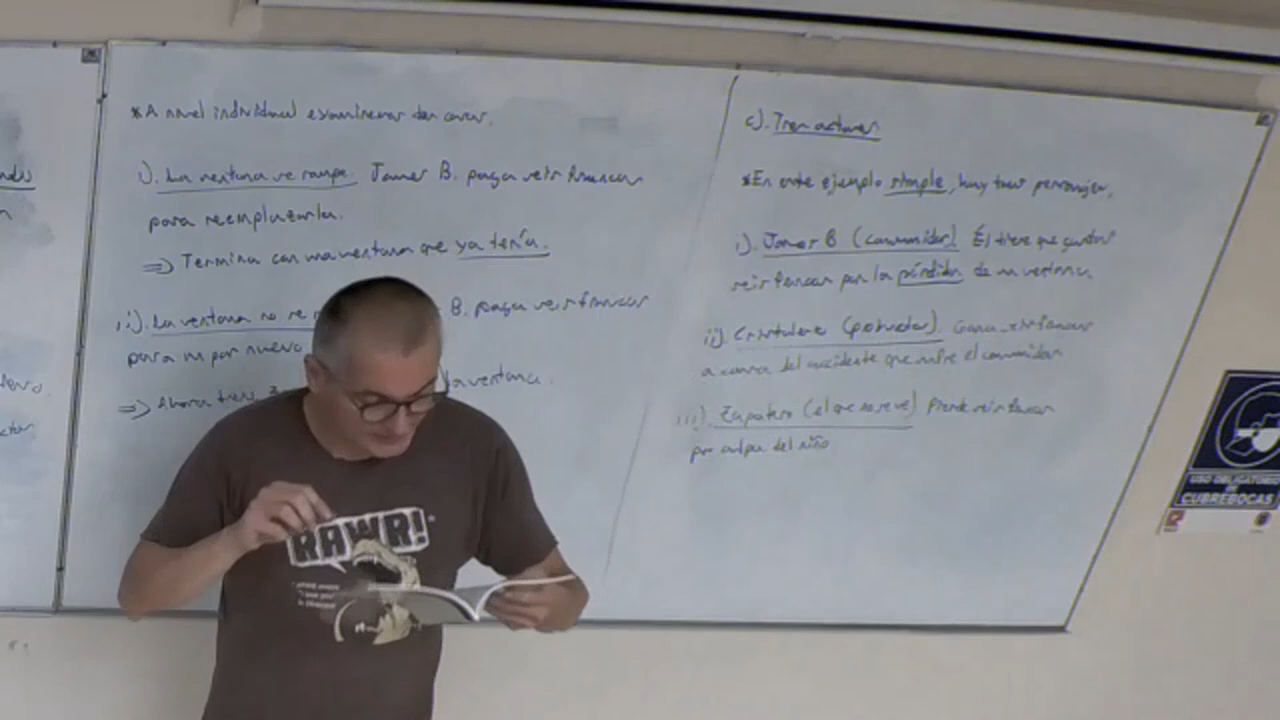 *A nivel individual examinemos dos casos.
i). La ventana se rompe. James B. paga seis francos
para reemplazarla.
⇒ Termina con una ventana que ya tenía.
ii). La ventana no se B. paga seis francos
para un par nuevo
⇒ Ahora tiene la ventana.
c). Tres actores
*En este ejemplo simple, hay tres personajes.
i). James B (consumidor) Él tiene que gastar
seis francos por la pérdida de su ventana.
ii). Cristalero (productor). Gana seis francos
a causa del accidente que sufre el consumidor
iii). Zapatero (el que no se ve) Pierde seis francos
por culpa del niño
RAWR!
USO OBLIGATORIO
DE
CUBREBOCAS